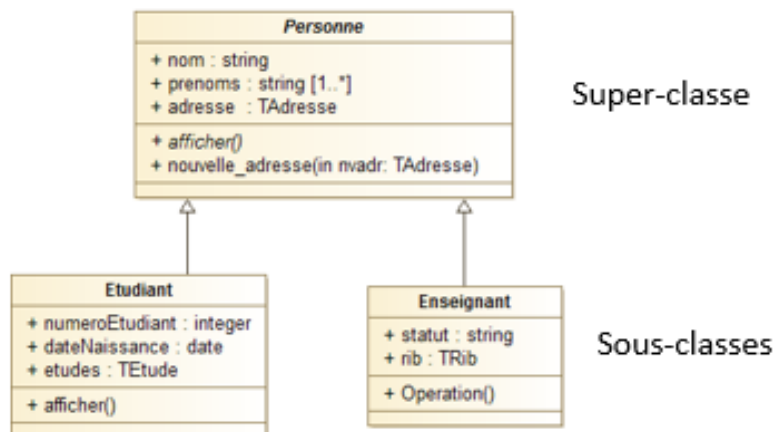 Personne
+ nom : string
+ prenoms : string [1..*]
+ adresse : TAdresse
+ afficher()
+ nouvelle_adresse(in nvadr: TAdresse)
Super-classe
Etudiant
+ numeroEtudiant : integer
+ dateNaissance : date
+ etudes : TEtude
+ afficher()
Enseignant
+ statut : string
+ rib : TRib
+ Operation()
Sous-classes